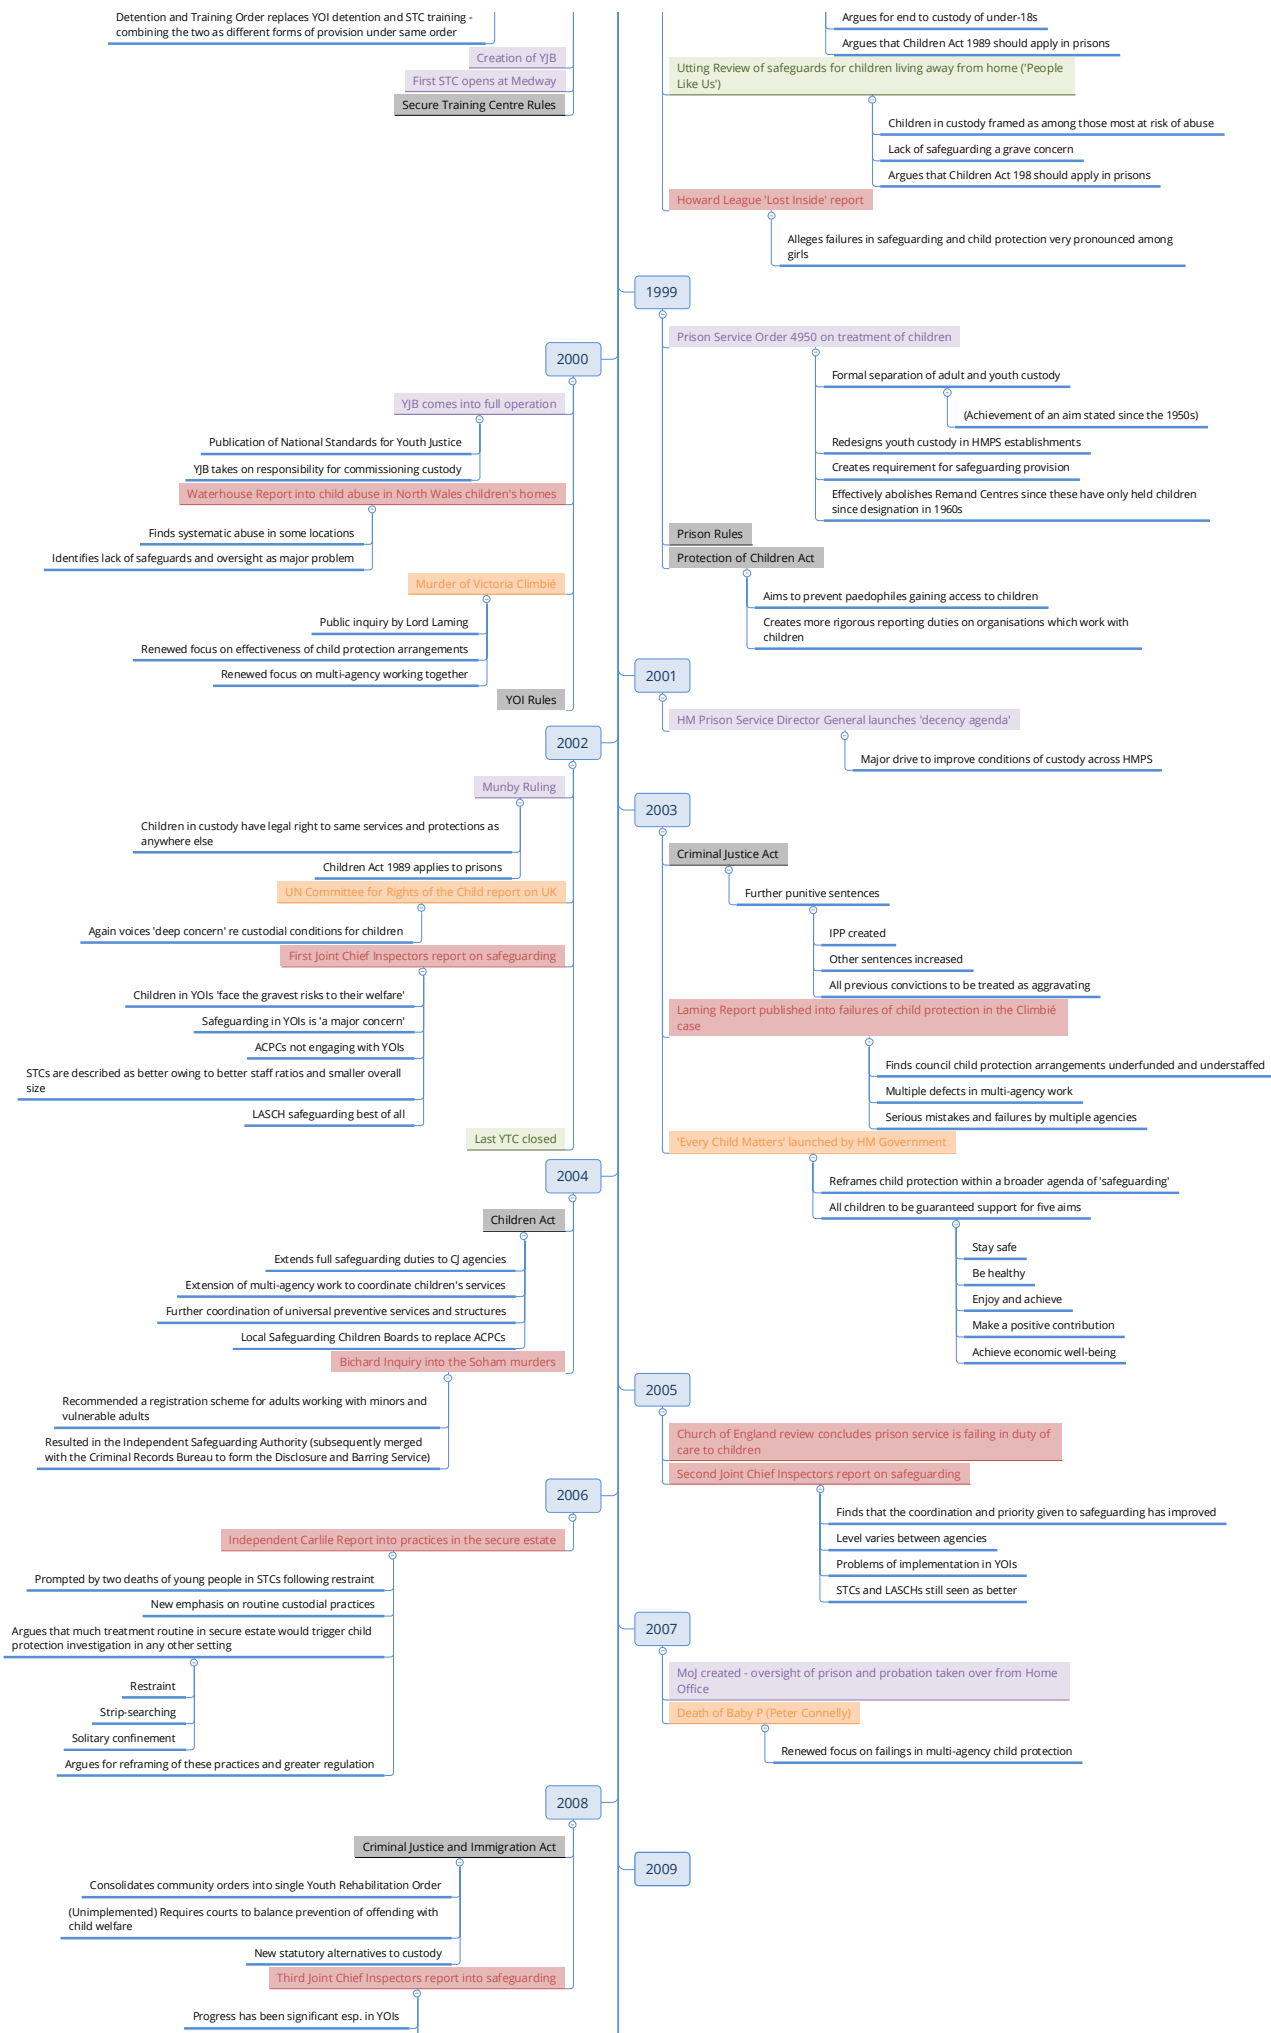 Detention and Training Order replaces YOI detention and STC training -
combining the two as different forms of provision under same order
Creation of YJB
First STC opens at Medway
Secure Training Centre Rules
Argues for end to custody of under-18s
Argues that Children Act 1989 should apply in prisons
Utting Review of safeguards for children living away from home ('People
Like Us')
Children in custody framed as among those most at risk of abuse
Lack of safeguarding a grave concern
Argues that Children Act 198 should apply in prisons
Howard League 'Lost Inside' report
Alleges failures in safeguarding and child protection very pronounced among
girls
1999
Prison Service Order 4950 on treatment of children
Formal separation of adult and youth custody
(Achievement of an aim stated since the 1950s)
Redesigns youth custody in HMPS establishments
Creates requirement for safeguarding provision
Effectively abolishes Remand Centres since these have only held children
since designation in 1960s
Prison Rules
Protection of Children Act
Aims to prevent paedophiles gaining access to children
Creates more rigorous reporting duties on organisations which work with
children
2000
YJB comes into full operation
Publication of National Standards for Youth Justice
YJB takes on responsibility for commissioning custody
Waterhouse Report into child abuse in North Wales children's homes
Finds systematic abuse in some locations
Identifies lack of safeguards and oversight as major problem
Murder of Victoria Climbié
Public inquiry by Lord Laming
Renewed focus on effectiveness of child protection arrangements
Renewed focus on multi-agency working together
YOI Rules
2001
HM Prison Service Director General launches 'decency agenda'
Major drive to improve conditions of custody across HMPS
2002
Munby Ruling
Children in custody have legal right to same services and protections as
anywhere else
Children Act 1989 applies to prisons
UN Committee for Rights of the Child report on UK
Again voices 'deep concern' re custodial conditions for children
First Joint Chief Inspectors report on safeguarding
Children in YOIs 'face the gravest risks to their welfare'
Safeguarding in YOIs is 'a major concern'
ACPCs not engaging with YOIs
STCs are described as better owing to better staff ratios and smaller overall
size
LASCH safeguarding best of all
Last YTC closed
2003
Criminal Justice Act
Further punitive sentences
IPP created
Other sentences increased
All previous convictions to be treated as aggravating
Laming Report published into failures of child protection in the Climbié
case
Finds council child protection arrangements underfunded and understaffed
Multiple defects in multi-agency work
Serious mistakes and failures by multiple agencies
'Every Child Matters' launched by HM Government
Reframes child protection within a broader agenda of 'safeguarding'
All children to be guaranteed support for five aims
Stay safe
Be healthy
Enjoy and achieve
Make a positive contribution
Achieve economic well-being
2004
Children Act
Extends full safeguarding duties to CJ agencies
Extension of multi-agency work to coordinate children's services
Further coordination of universal preventive services and structures
Local Safeguarding Children Boards to replace ACPCs
Bichard Inquiry into the Soham murders
Recommended a registration scheme for adults working with minors and
vulnerable adults
Resulted in the Independent Safeguarding Authority (subsequently merged
with the Criminal Records Bureau to form the Disclosure and Barring Service)
2005
Church of England review concludes prison service is failing in duty of
care to children
Second Joint Chief Inspectors report on safeguarding
Finds that the coordination and priority given to safeguarding has improved
Level varies between agencies
Problems of implementation in YOIs
STCs and LASCHs still seen as better
2006
Independent Carlile Report into practices in the secure estate
Prompted by two deaths of young people in STCs following restraint
New emphasis on routine custodial practices
Argues that much treatment routine in secure estate would trigger child
protection investigation in any other setting
Restraint
Strip-searching
Solitary confinement
Argues for reframing of these practices and greater regulation
2007
MoJ created - oversight of prison and probation taken over from Home
Office
Death of Baby P (Peter Connelly)
Renewed focus on failings in multi-agency child protection
2008
Criminal Justice and Immigration Act
Consolidates community orders into single Youth Rehabilitation Order
(Unimplemented) Requires courts to balance prevention of offending with
child welfare
New statutory alternatives to custody
Third Joint Chief Inspectors report into safeguarding
Progress has been significant esp. in YOIs
2009